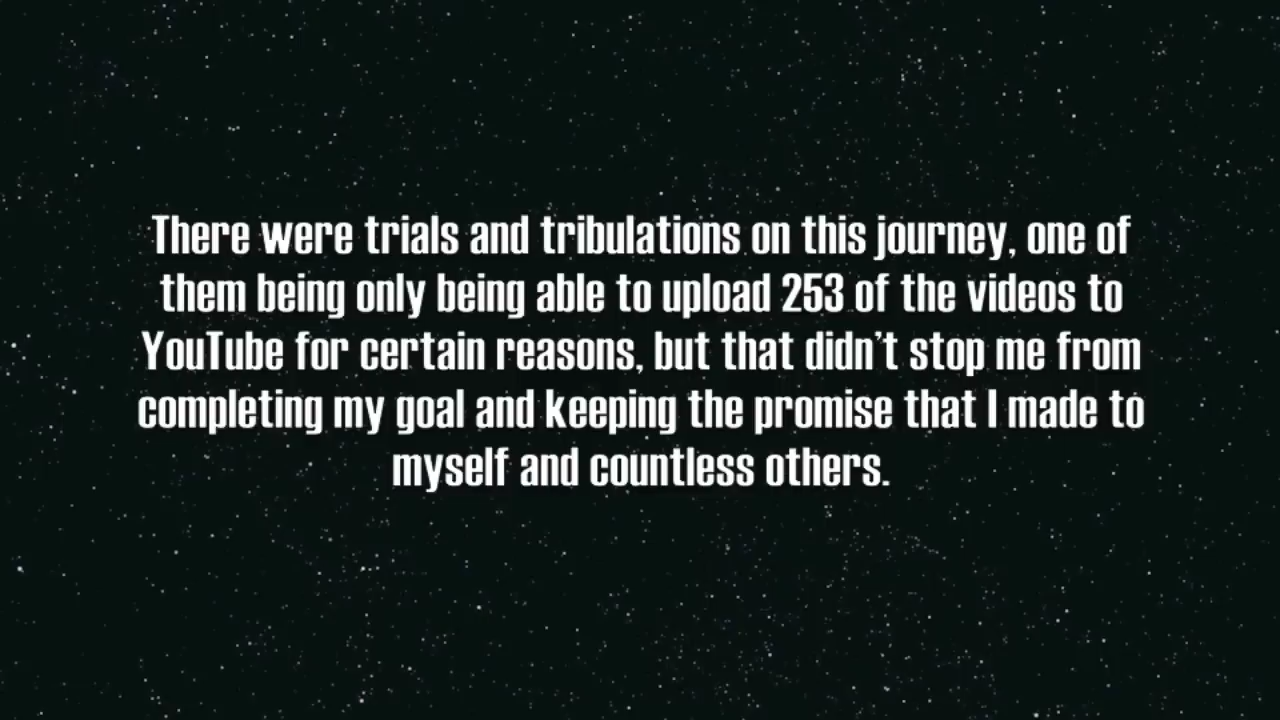 There were trials and tribulations on this journey, one of
them being only being able to upload 253 of the videos to
YouTube for certain reasons, but that didn't stop me from
completing my goal and keeping the promise that I made to
myself and countless others.